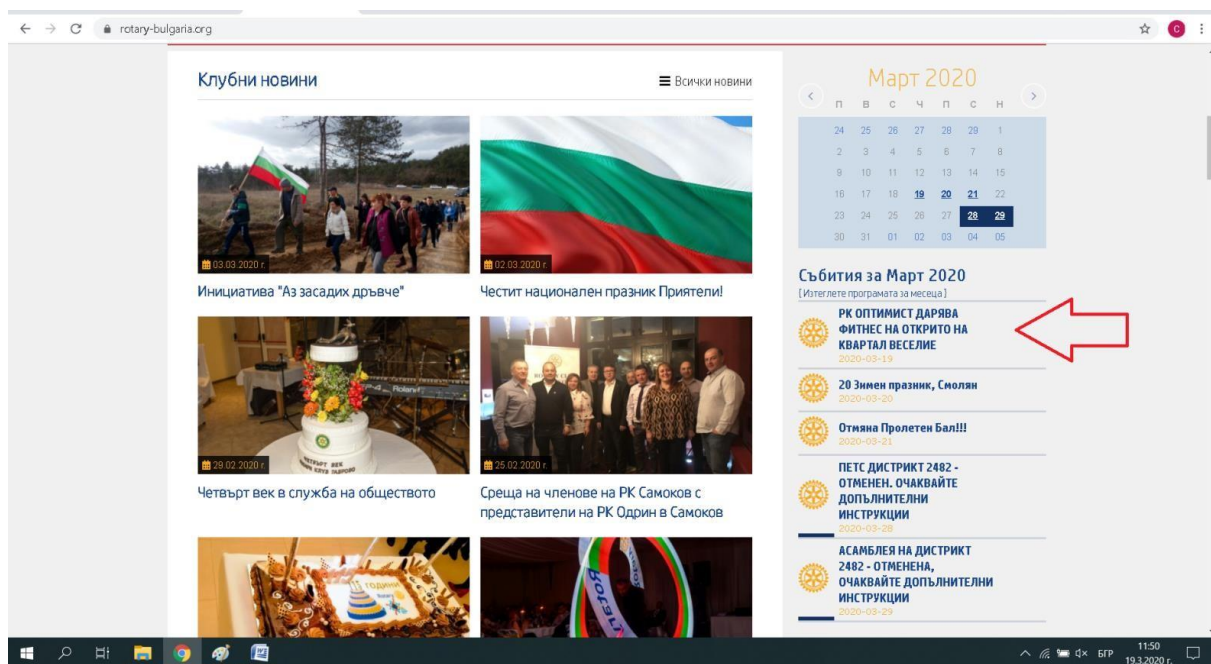 rotary-bulgaria.org
C
Клубни новини
Всички новини
03.03.2020 г.
Инициатива "Аз засадих дръвче"
02.03.2020 г.
Честит национален празник Приятели!
29.02.2020 г.
Четвърт век в служба на обществото
25.02.2020 г.
Среща на членове на РК Самоков с
представители на РК Одрин в Самоков
Март 2020
П В С Ч П С Н
24 25 26 27 28 29 1
2 3 4 5 6 7 8
9 10 11 12 13 14 15
16 17 18 19 20 21 22
23 24 25 26 27 28 29
30 31 01 02 03 04 05
Събития за Март 2020
[Изтеглете програмата за месеца]
РК ОПТИМИСТ ДАРЯВА
ФИТНЕС НА ОТКРИТО НА
КВАРТАЛ ВЕСЕЛИЕ
2020-03-19
20 Зимен празник, Смолян
2020-03-20
Отмяна Пролетен Бал!!!
2020-03-21
ПЕТС ДИСТРИКТ 2482 -
ОТМЕНЕН. ОЧАКВАЙТЕ
ДОПЪЛНИТЕЛНИ
ИНСТРУКЦИИ
2020-03-28
АСАМБЛЕЯ НА ДИСТРИКТ
2482 - ОТМЕНЕНА,
ОЧАКВАЙТЕ ДОПЪЛНИТЕЛНИ
ИНСТРУКЦИИ
2020-03-29
БГР
11:50
19.3.2020 г.